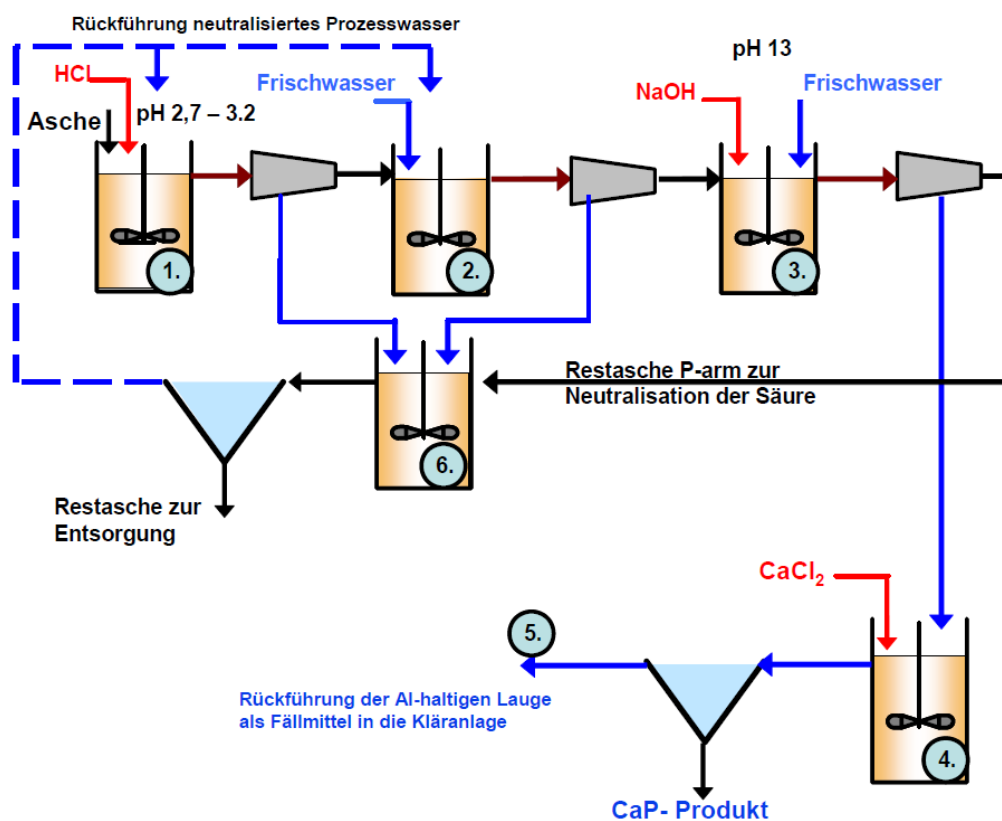 Rückführung neutralisiertes Prozesswasser
pH 13
HCl
Frischwasser
NaOH
Frischwasser
Asche
pH 2,7 – 3.2
1.
2.
3.
Restasche P-arm zur
Neutralisation der Säure
6.
Restasche zur
Entsorgung
CaCl₂
5.
Rückführung der Al-haltigen Lauge
als Fällmittel in die Kläranlage
4.
CaP- Produkt